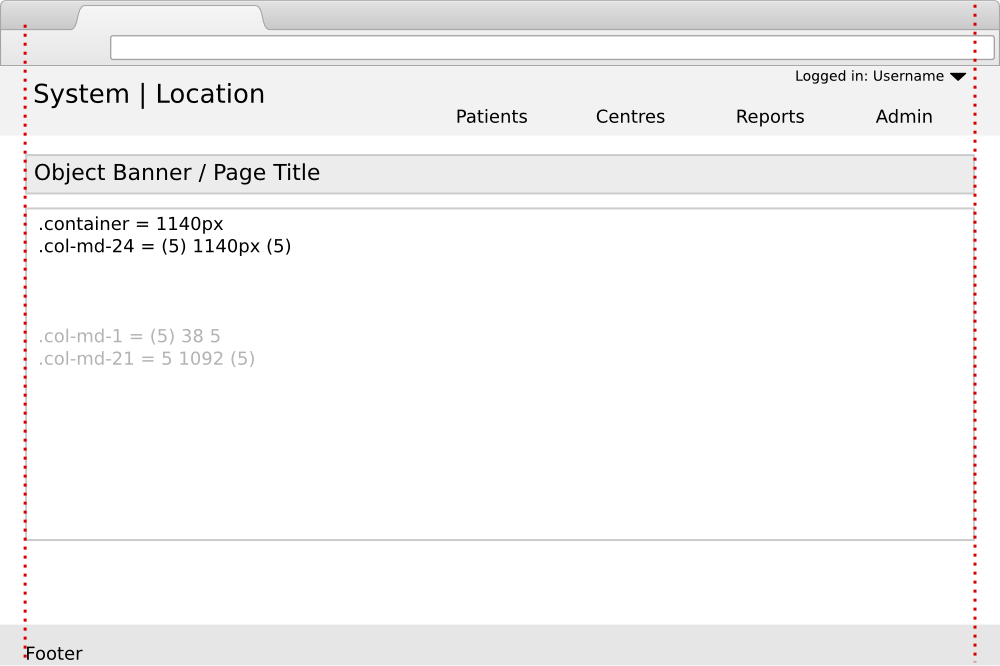 Logged in: Username
System | Location
Patients Centres Reports Admin
Object Banner / Page Title
.container = 1140px
.col-md-24 = (5) 1140px (5)
.col-md-1 = (5) 38 5
.col-md-21 = 5 1092 (5)
Footer